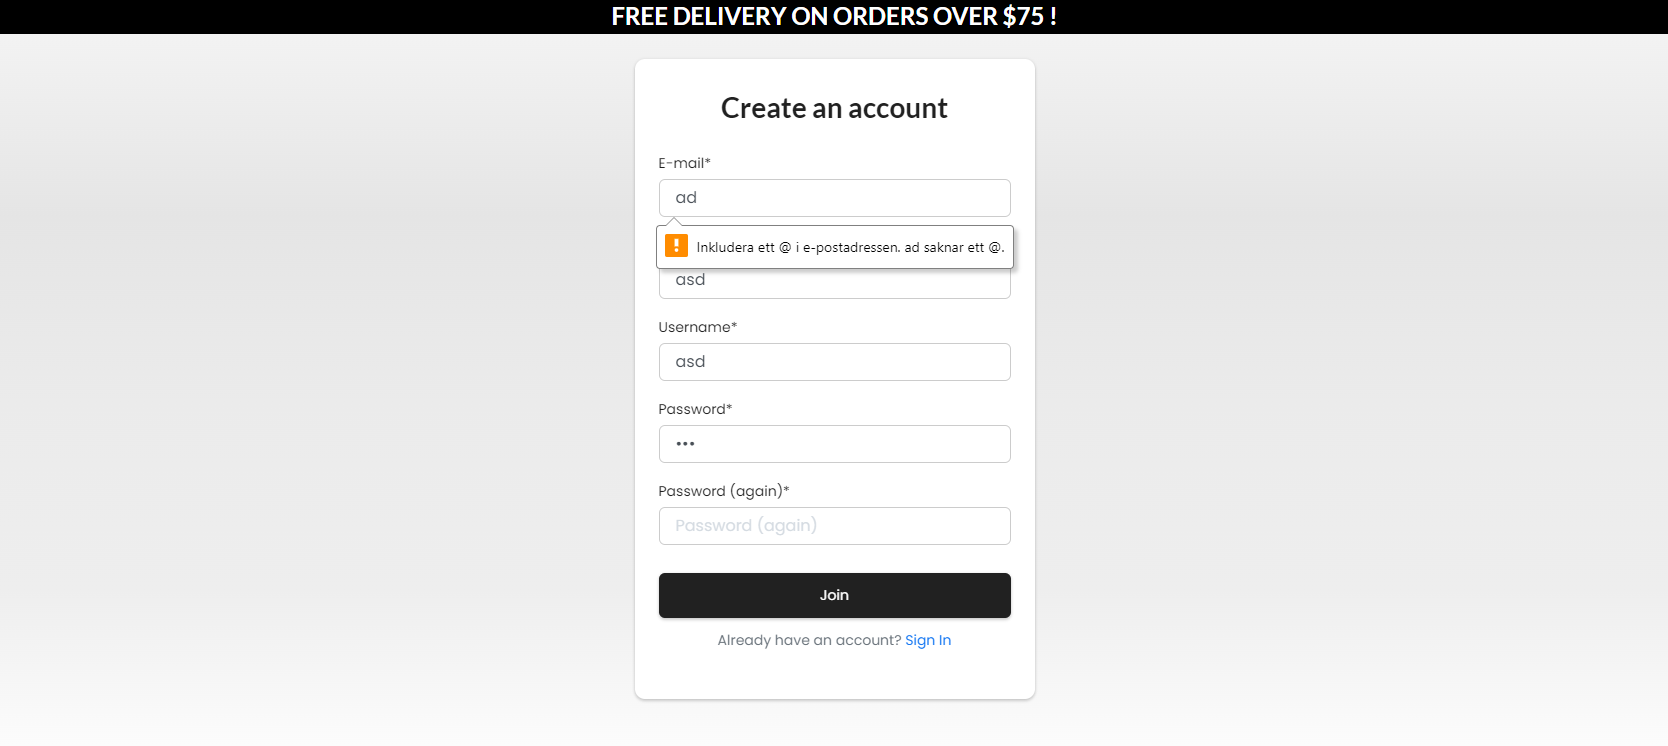 FREE DELIVERY ON ORDERS OVER $75 !
Create an account
E-mail*
ad
Inkludera ett @ i e-postadressen. ad saknar ett @.
asd
Username*
asd
Password*
•••
Password (again)*
Password (again)
Join
Already have an account? Sign In